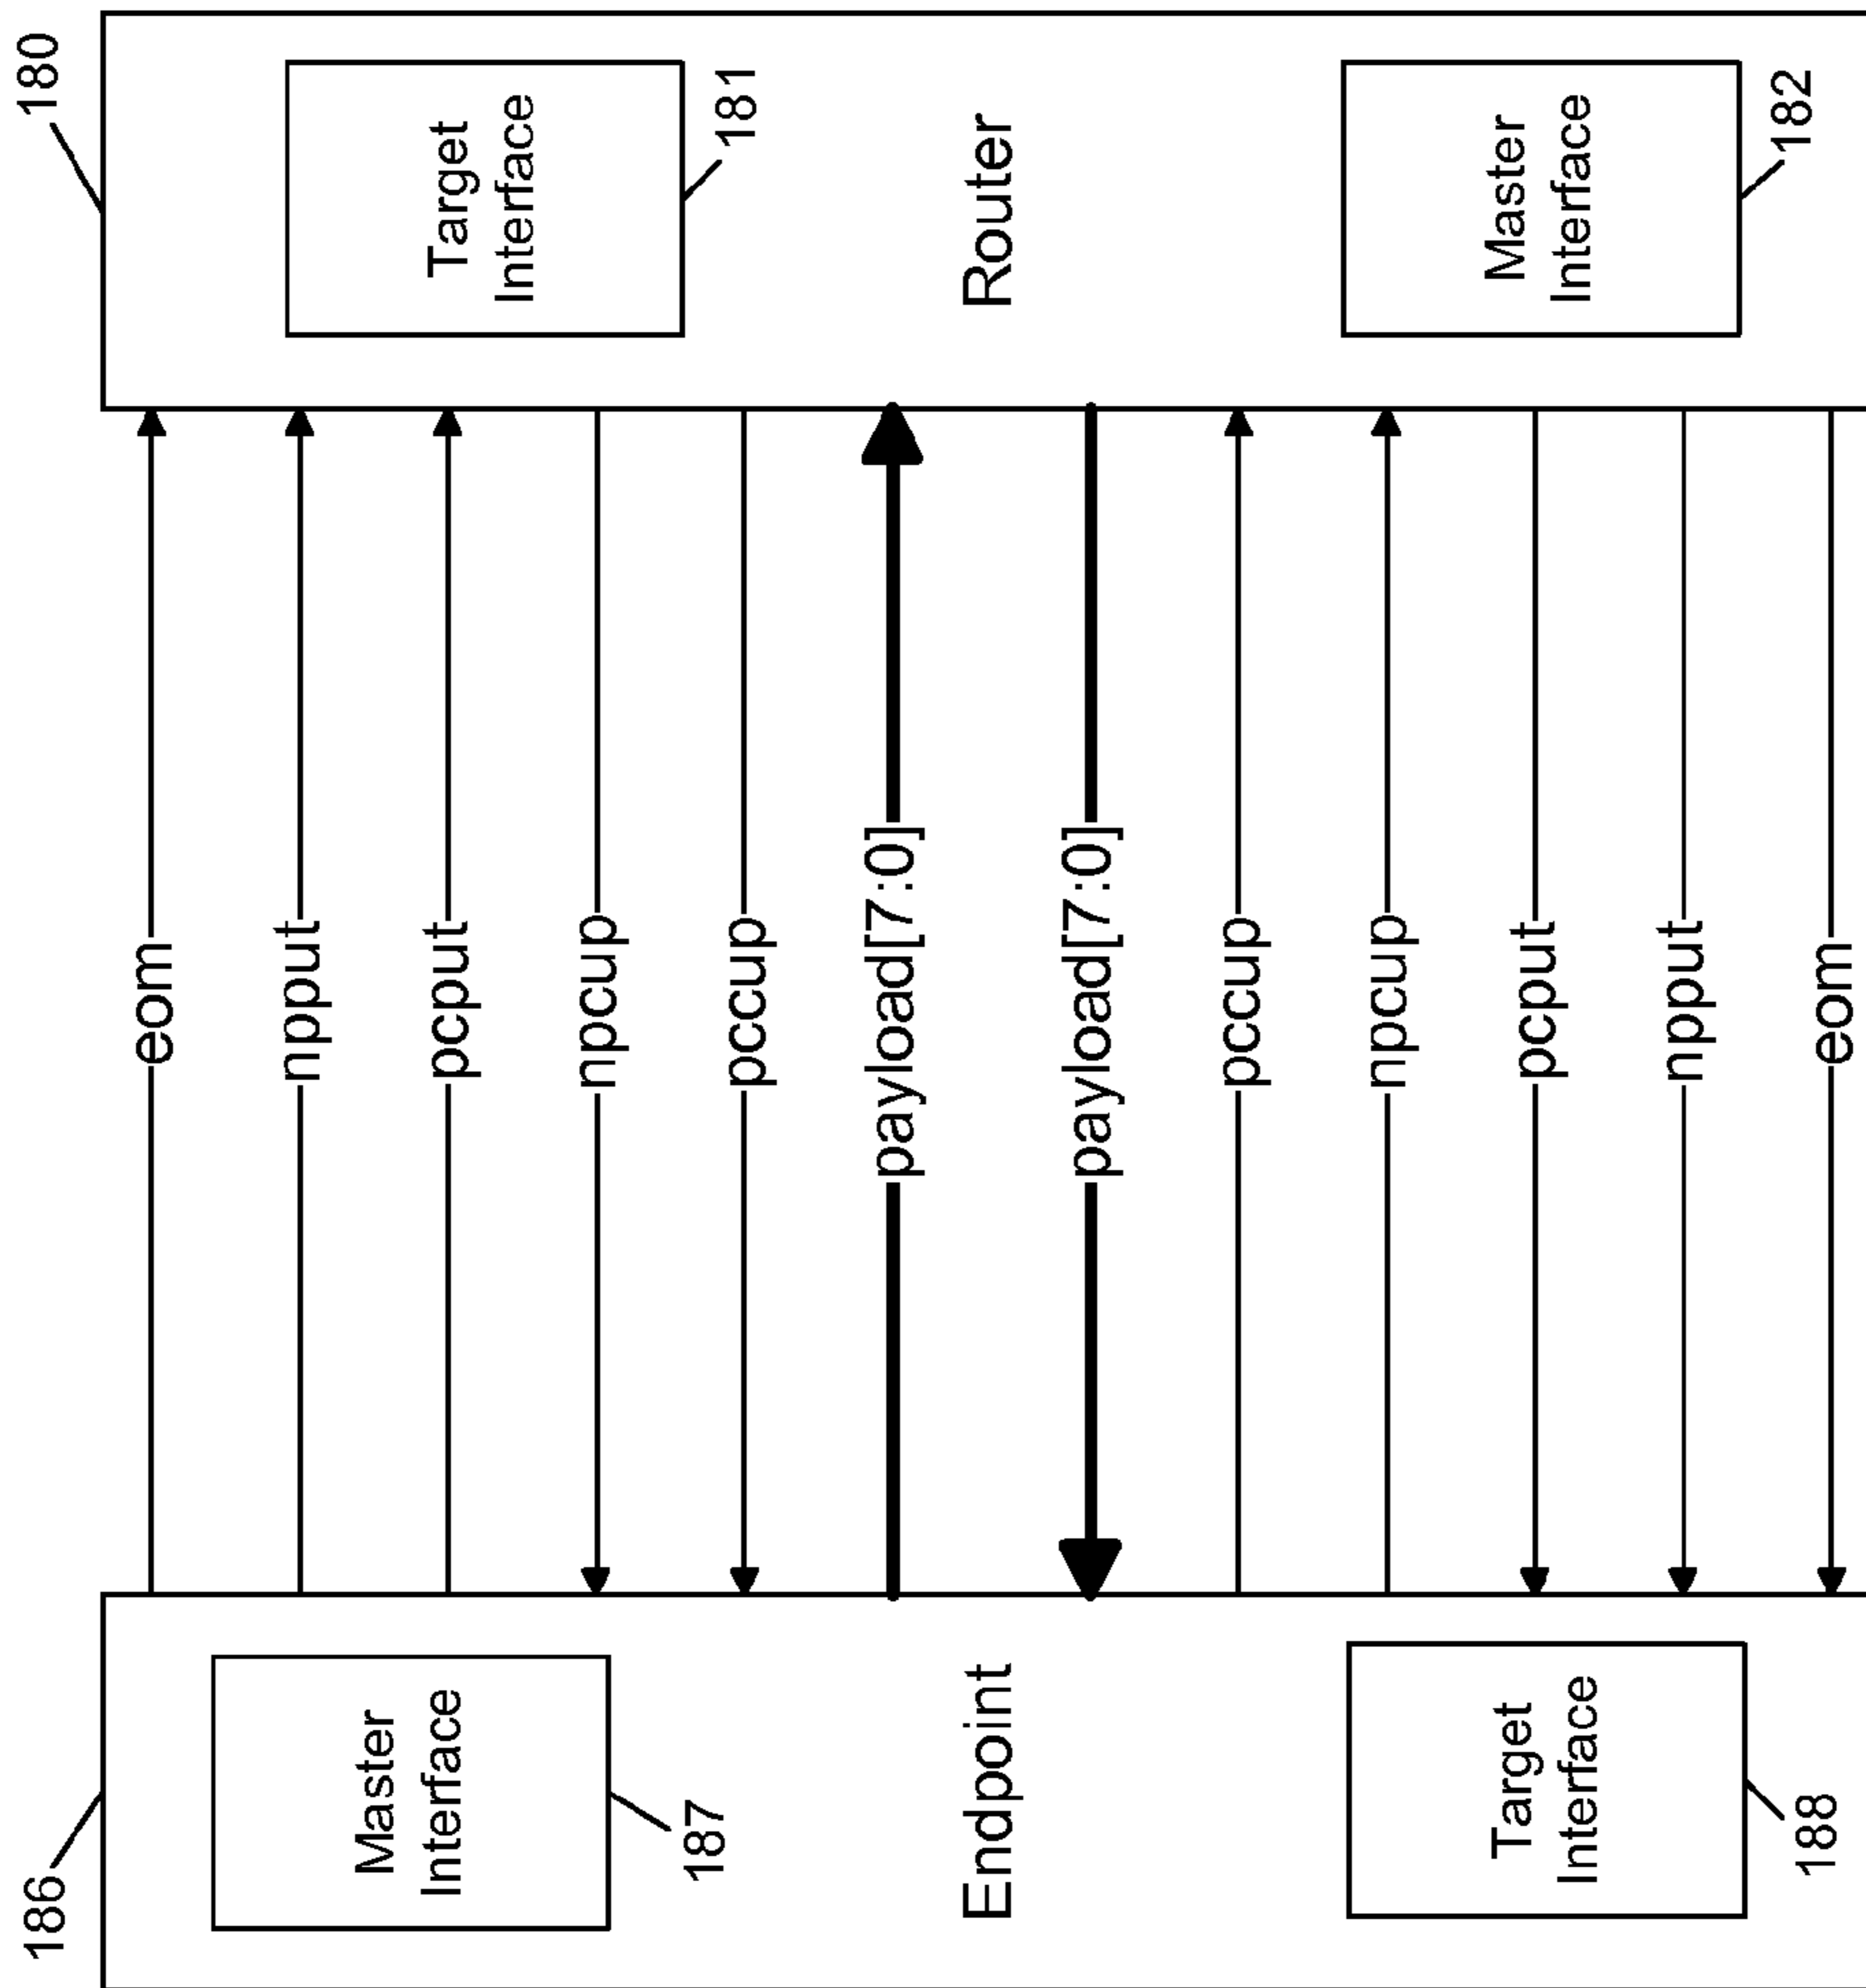 186
Master
Interface
187
Endpoint
Target
Interface
188
eom
npput
pcput
npcup
pccup
payload[7:0]
payload[7:0]
pccup
npcup
pcput
npput
eom
180
Target
Interface
181
Router
Master
Interface
182